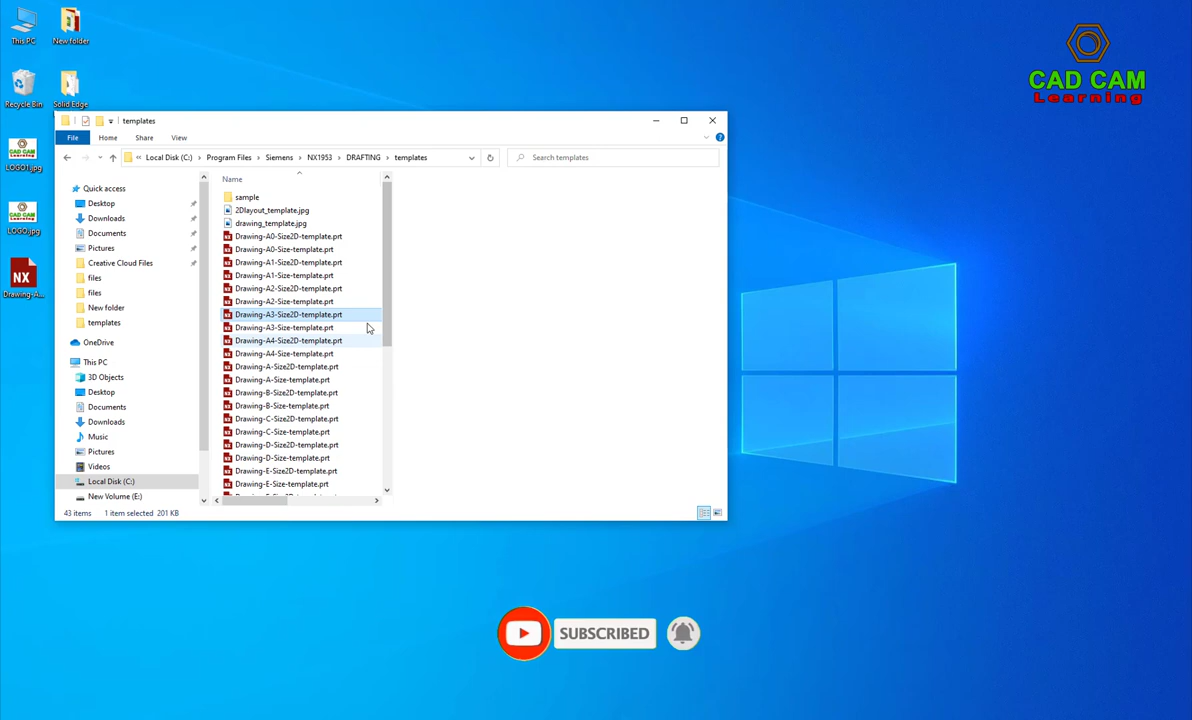 This PC
New folder
Recycle Bin
Solid Edge
LOGO1.jpg
LOGO.jpg
Drawing-A...
CAD CAM
Learning
templates
File
Home
Share
View
Local Disk (C:)
Program Files
Siemens
NX1953
DRAFTING
templates
Search templates
Quick access
Desktop
Downloads
Documents
Pictures
Creative Cloud Files
files
files
New folder
templates
OneDrive
This PC
3D Objects
Desktop
Documents
Downloads
Music
Pictures
Videos
Local Disk (C:)
New Volume (E:)
Name
sample
2Dlayout_template.jpg
drawing_template.jpg
Drawing-A0-Size2D-template.prt
Drawing-A0-Size-template.prt
Drawing-A1-Size2D-template.prt
Drawing-A1-Size-template.prt
Drawing-A2-Size2D-template.prt
Drawing-A2-Size-template.prt
Drawing-A3-Size2D-template.prt
Drawing-A3-Size-template.prt
Drawing-A4-Size2D-template.prt
Drawing-A4-Size-template.prt
Drawing-A-Size2D-template.prt
Drawing-A-Size-template.prt
Drawing-B-Size2D-template.prt
Drawing-B-Size-template.prt
Drawing-C-Size2D-template.prt
Drawing-C-Size-template.prt
Drawing-D-Size2D-template.prt
Drawing-D-Size-template.prt
Drawing-E-Size2D-template.prt
Drawing-E-Size-template.prt
43 items
1 item selected 201 KB
NX
SUBSCRIBED